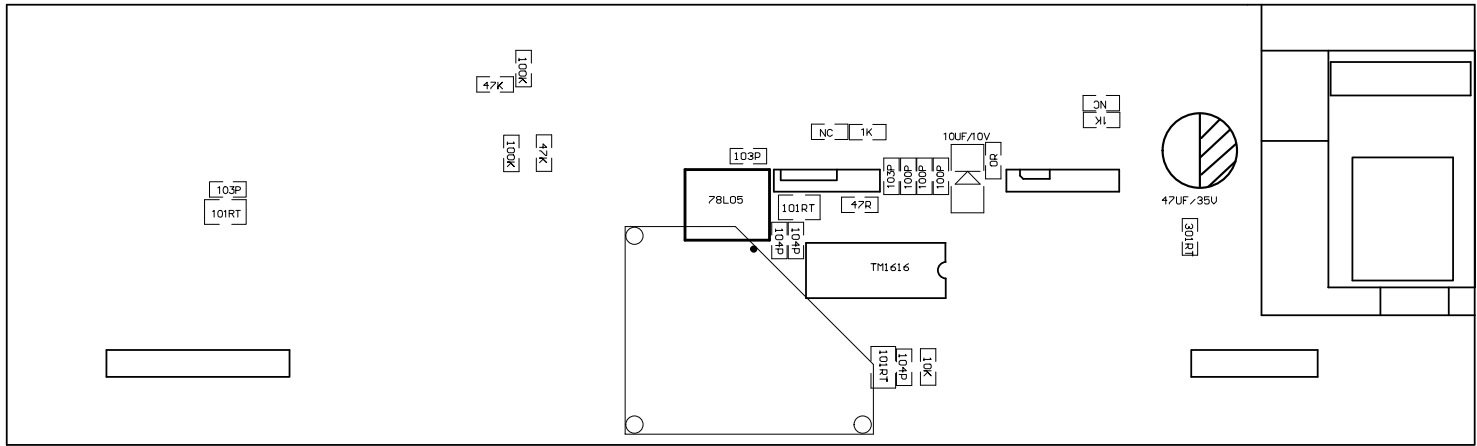 100K
47K
NC
1K
NC
1K
10UF/10V
100K
47K
103P
0R
103P
100P
100P
100P
103P
101RT
78L05
101RT
47R
47UF/35V
104P
104P
301RT
TM1616
101RT
104P
10K